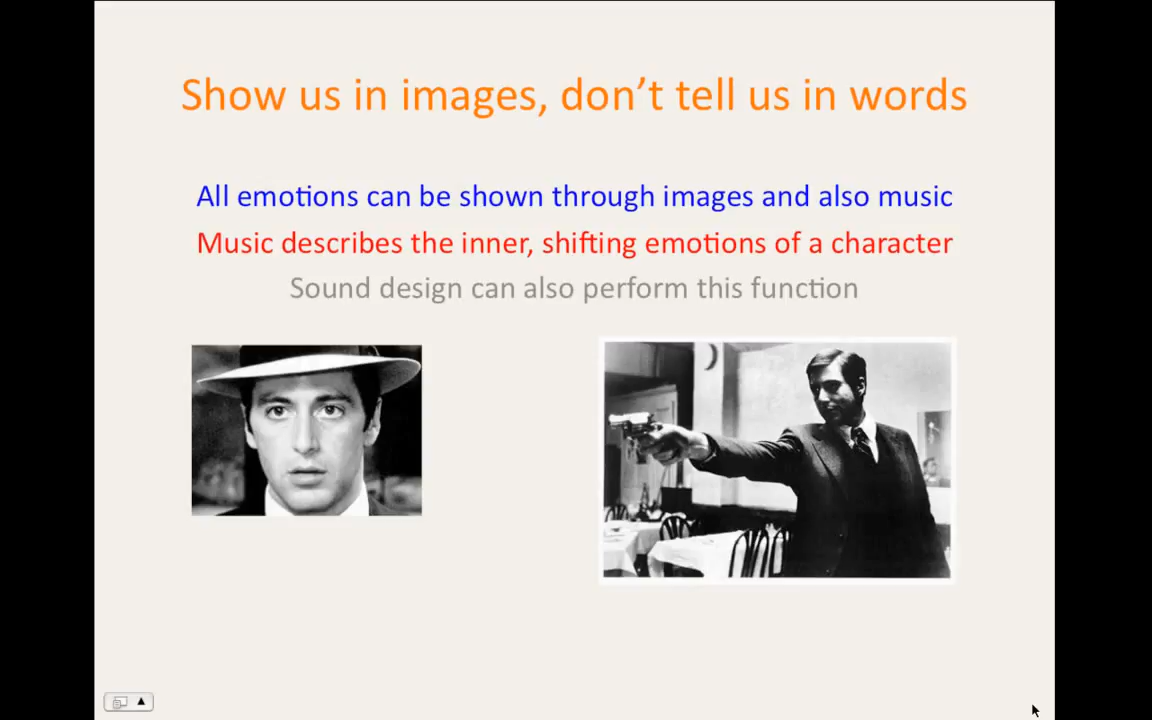 Show us in images, don’t tell us in words
All emotions can be shown through images and also music
Music describes the inner, shifting emotions of a character
Sound design can also perform this function